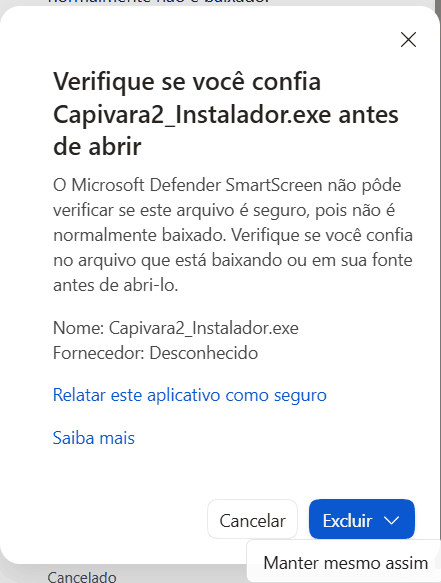 Verifique se você confia
Capivara2_Instalador.exe antes
de abrir
O Microsoft Defender SmartScreen não pôde
verificar se este arquivo é seguro, pois não é
normalmente baixado. Verifique se você confia
no arquivo que está baixando ou em sua fonte
antes de abri-lo.
Nome: Capivara2_Instalador.exe
Fornecedor: Desconhecido
Relatar este aplicativo como seguro
Saiba mais
Cancelar
Excluir
Manter mesmo assim
Cancelado